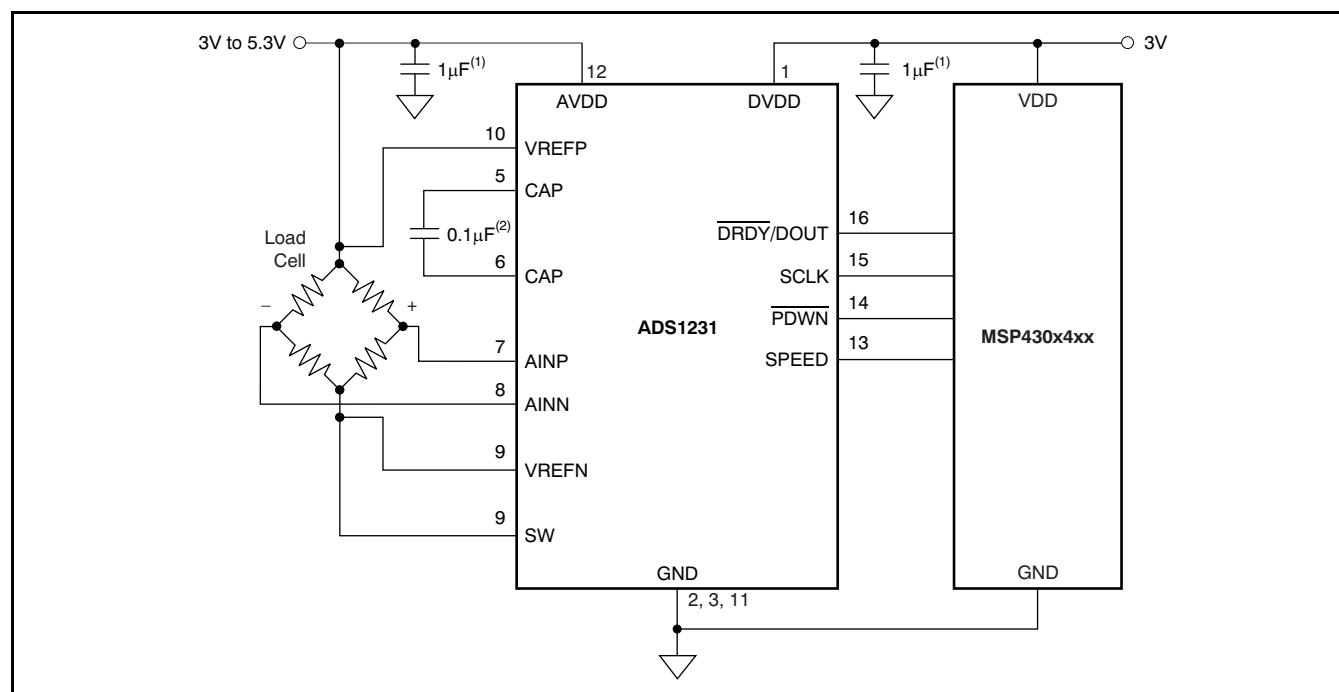 3V to 5.3V
3V
1μF(1)
12
1
1μF(1)
AVDD
DVDD
VDD
10
VREFP
5
CAP
0.1μF(2)
6
CAP
Load
Cell
−
+
7
AINP
8
AINN
9
VREFN
9
SW
ADS1231
16
DRDY/DOUT
15
SCLK
14
PDWN
13
SPEED
MSP430x4xx
GND
2, 3, 11
GND